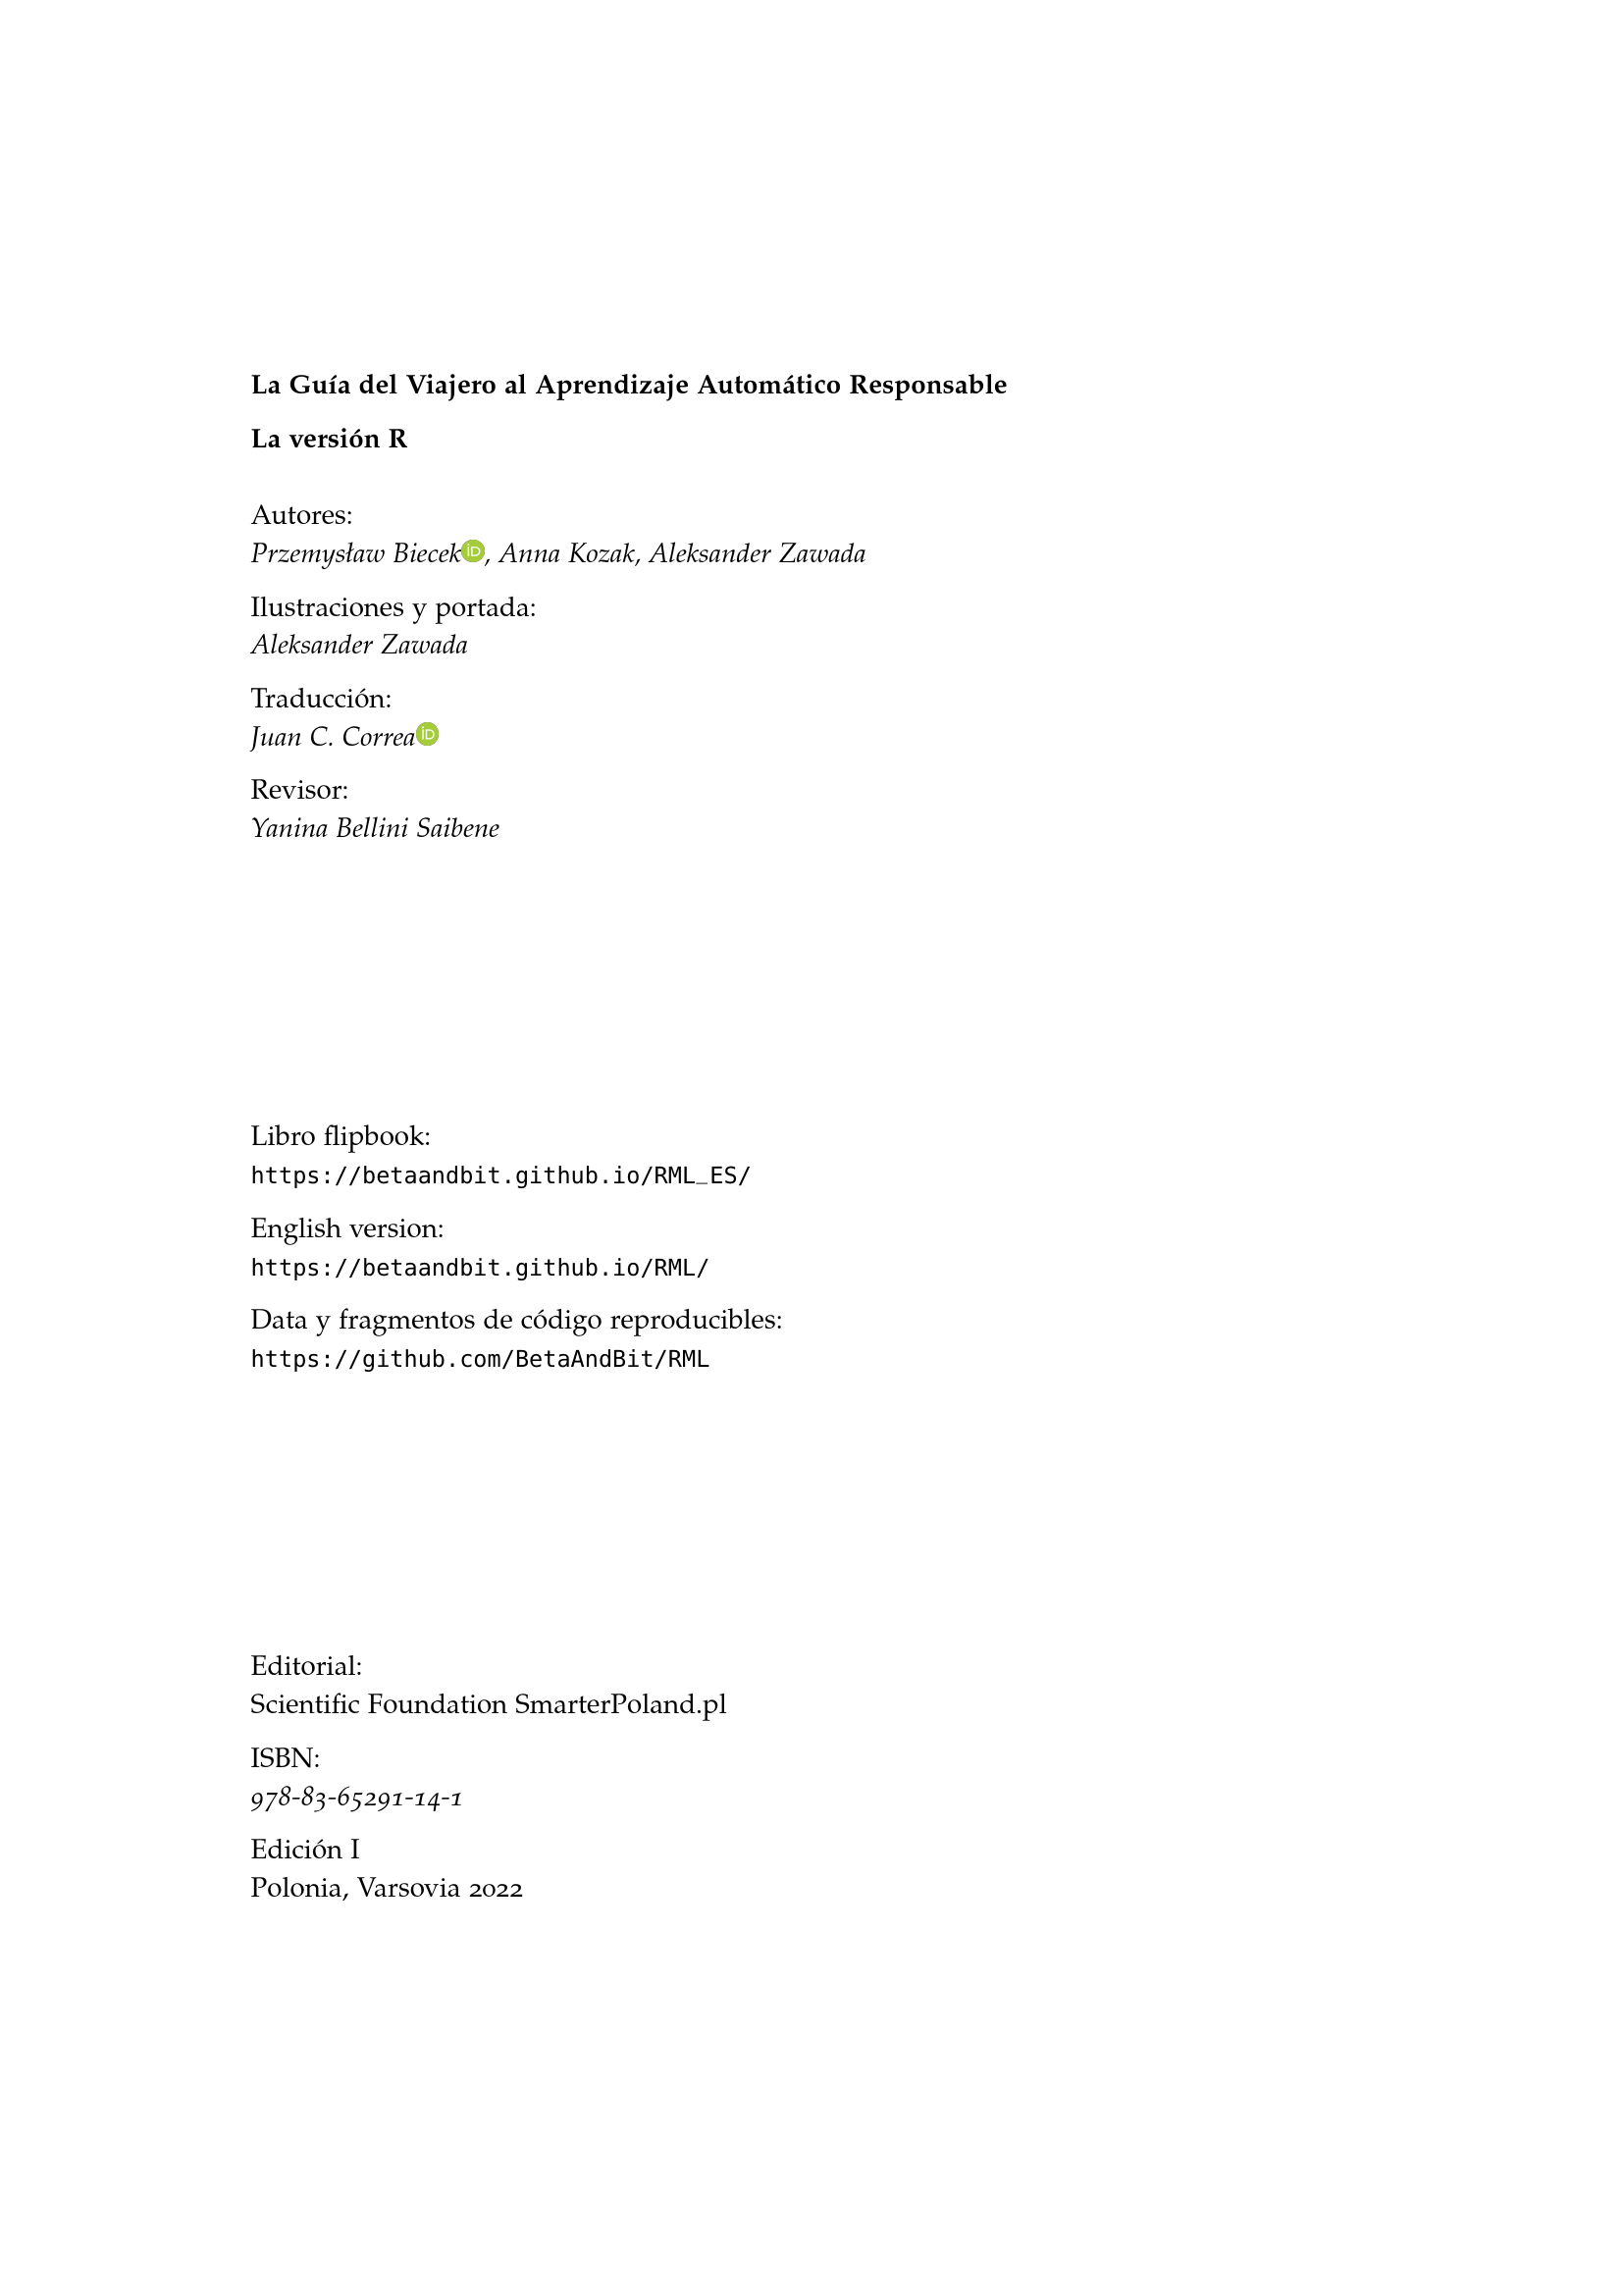 La Guía del Viajero al Aprendizaje Automático Responsable
La versión R
Autores:
Przemysław Biecek, Anna Kozak, Aleksander Zawada
Ilustraciones y portada:
Aleksander Zawada
Traducción:
Juan C. Correa
Revisor:
Yanina Bellini Saibene
Libro flipbook:
https://betaandbit.github.io/RML_ES/
English version:
https://betaandbit.github.io/RML/
Data y fragmentos de código reproducibles:
https://github.com/BetaAndBit/RML
Editorial:
Scientific Foundation SmarterPoland.pl
ISBN:
978-83-65291-14-1
Edición I
Polonia, Varsovia 2022